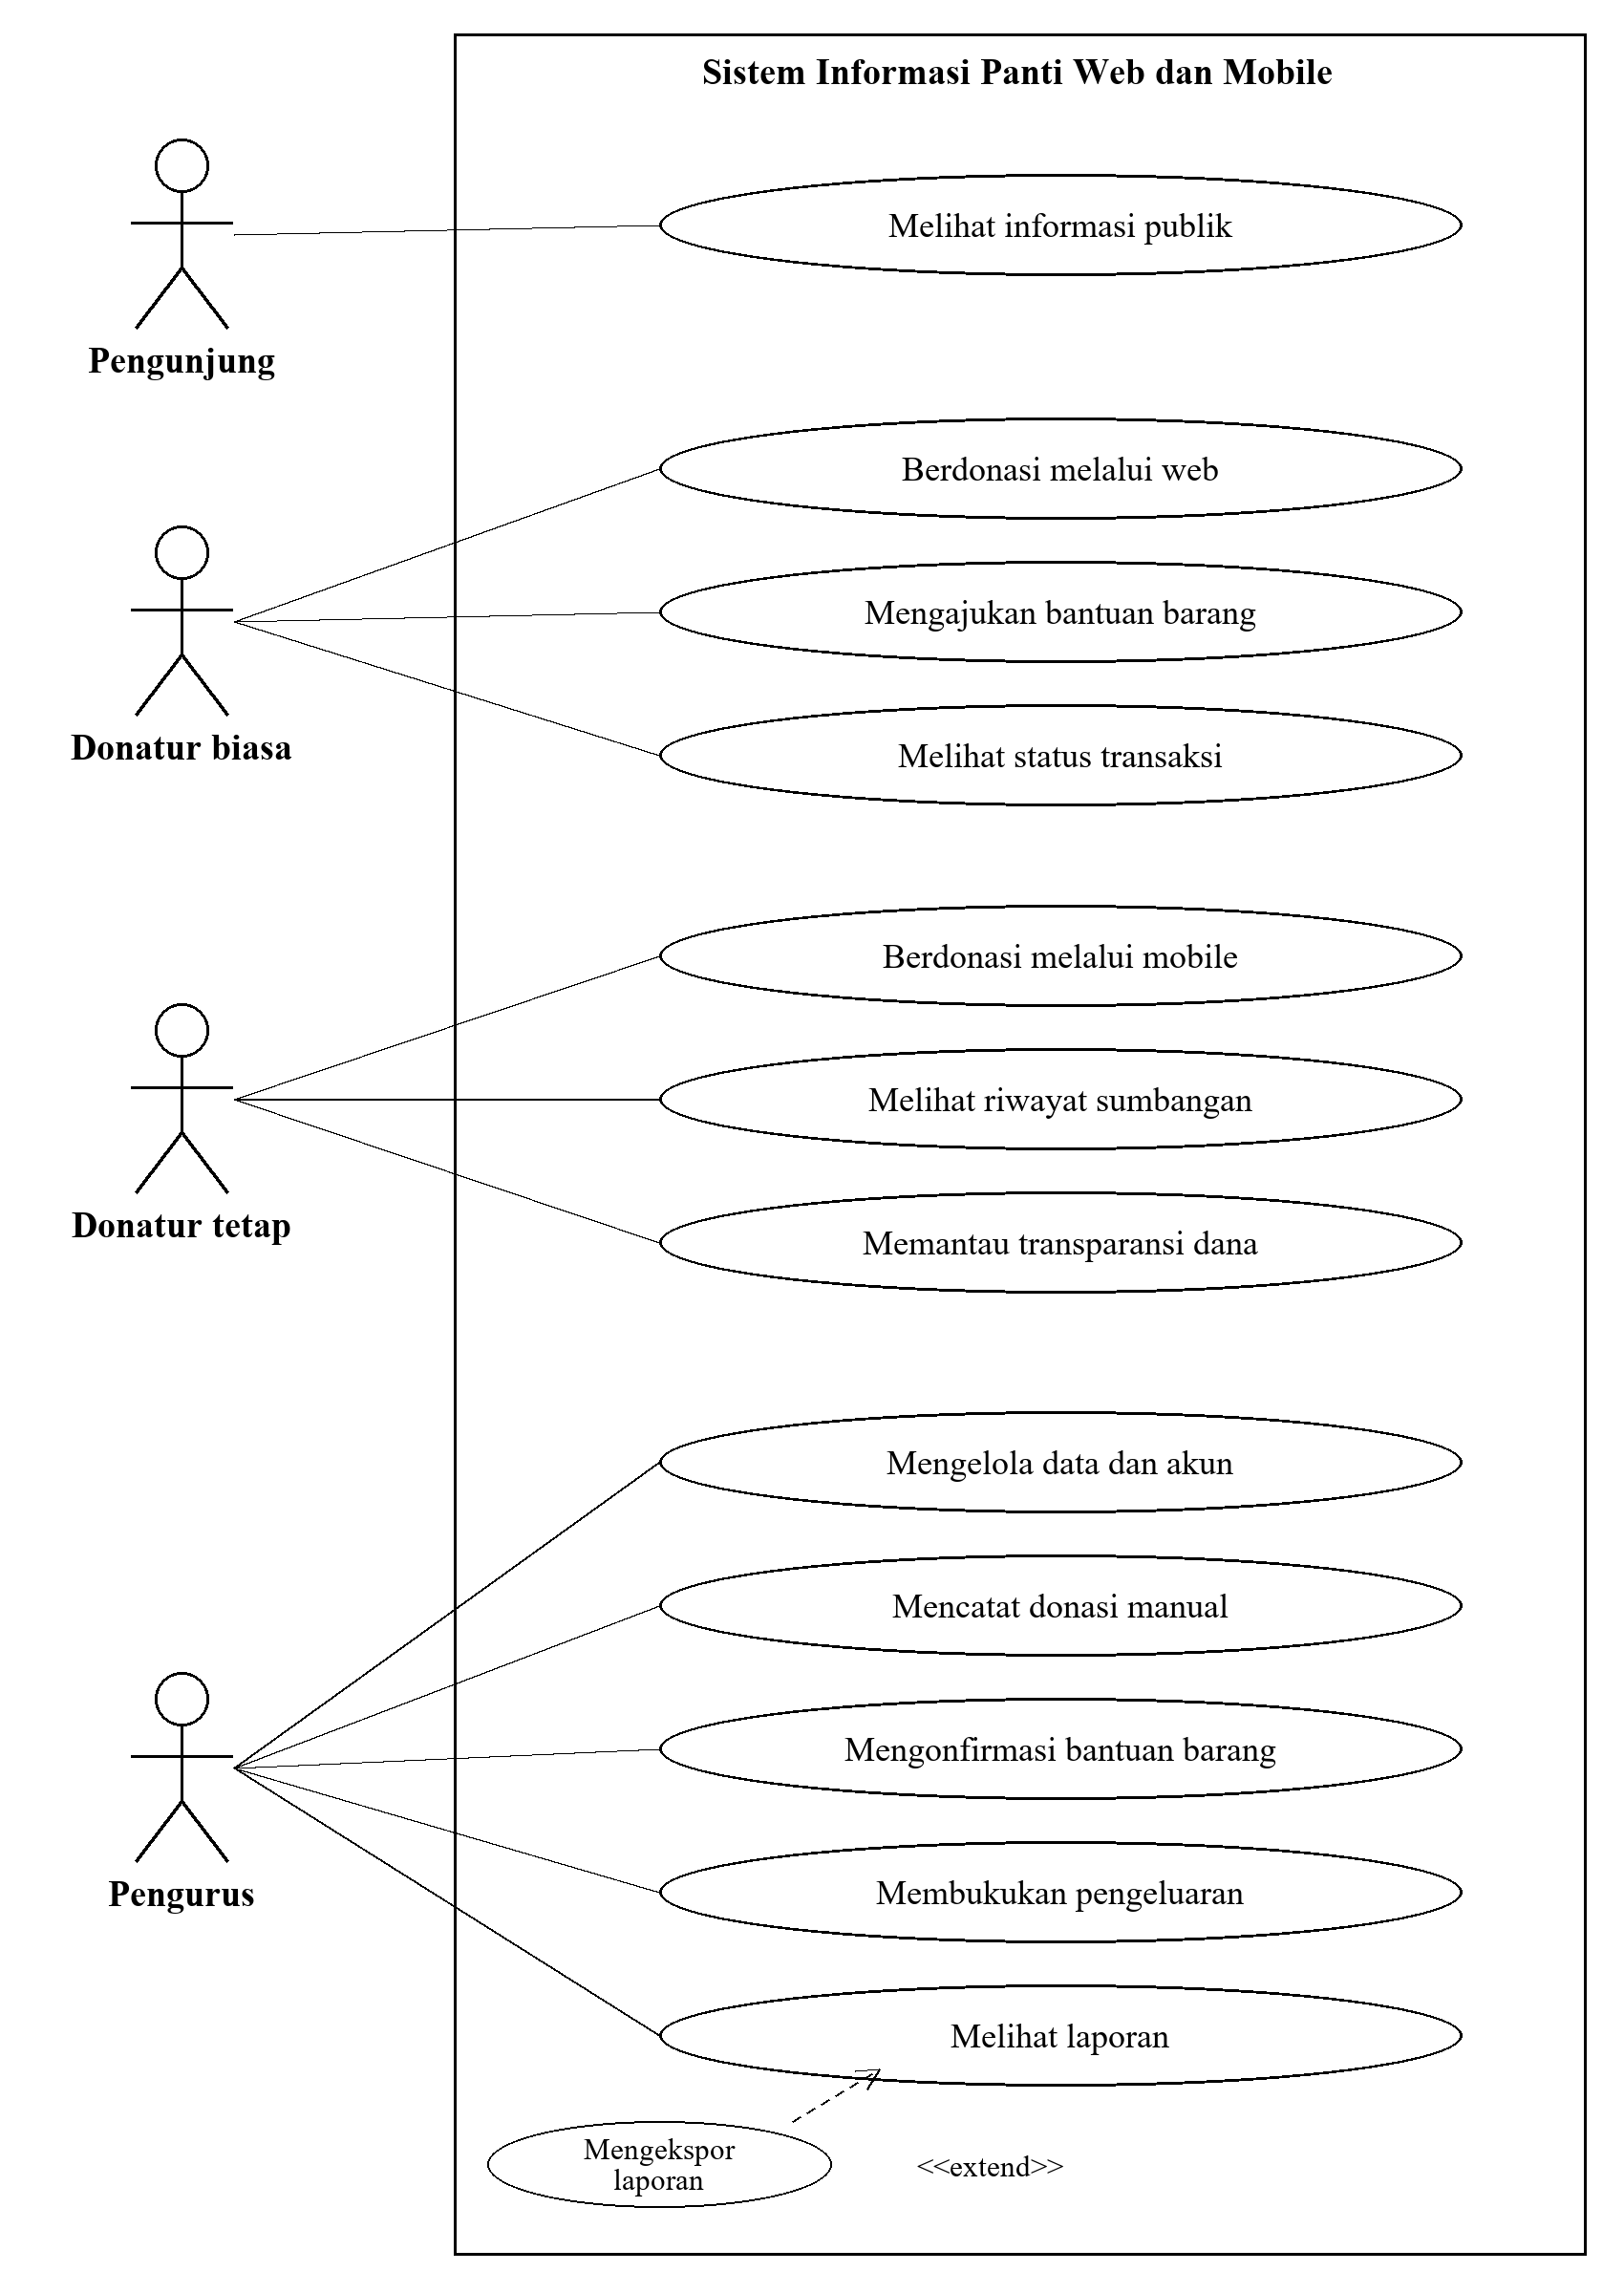 Sistem Informasi Panti Web dan Mobile
Melihat informasi publik
Pengunjung
Berdonasi melalui web
Mengajukan bantuan barang
Melihat status transaksi
Donatur biasa
Berdonasi melalui mobile
Melihat riwayat sumbangan
Memantau transparansi dana
Donatur tetap
Mengelola data dan akun
Mencatat donasi manual
Mengonfirmasi bantuan barang
Membukukan pengeluaran
Pengurus
Melihat laporan
Mengekspor
laporan
<<extend>>